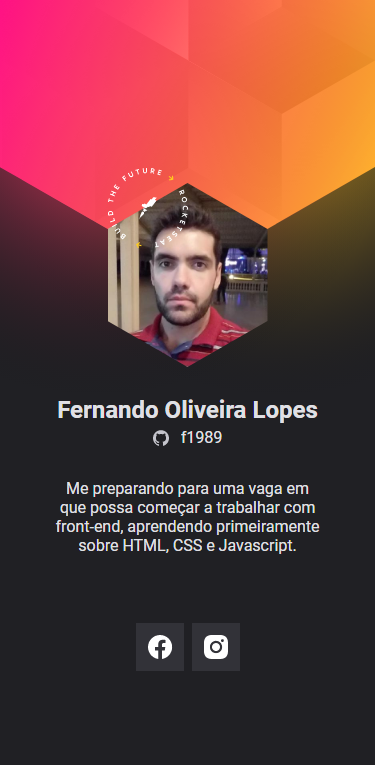 BUILD THE FUTURE
ROCKETSEAT
Fernando Oliveira Lopes
f1989
Me preparando para uma vaga em
que possa começar a trabalhar com
front-end, aprendendo primeiramente
sobre HTML, CSS e Javascript.